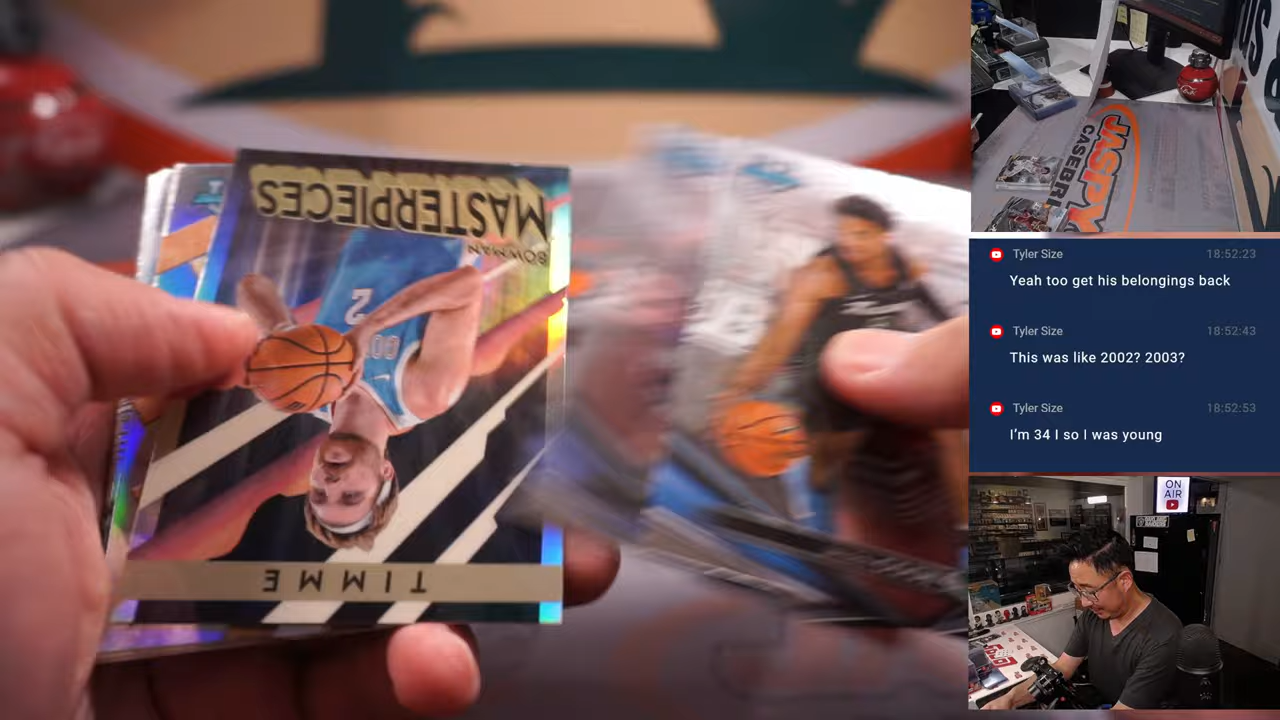 MASTERPIECES
BOWMAN
2
TIMME
JASPY
CASEBR
Tyler Size 18:52:23
Yeah too get his belongings back
Tyler Size 18:52:43
This was like 2002? 2003?
Tyler Size 18:52:53
I'm 34 I so I was young
ON
AIR